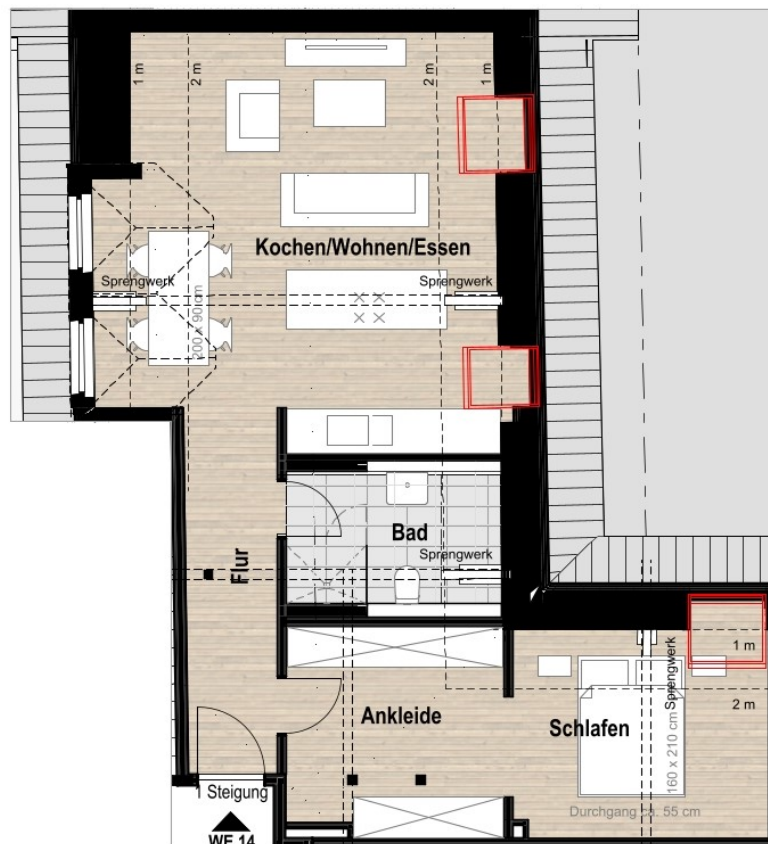 1 m
2 m
2 m
1 m
Kochen/Wohnen/Essen
Sprengwerk
Sprengwerk
200 x 90 cm
Bad
Flur
Sprengwerk
1 m
Sprengwerk
2 m
Ankleide
Schlafen
160 x 210 cm
1 Steigung
Durchgang ca. 55 cm
WE 14